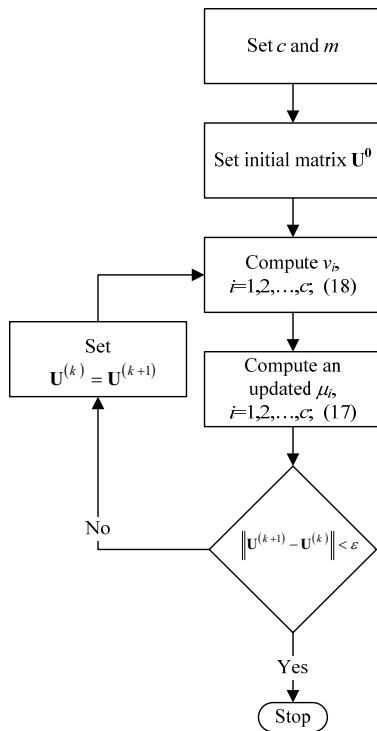 Set c and m
Set initial matrix U⁰
Compute vᵢ,
i=1,2,…,c; (18)
Set
U⁽ᵏ⁾ = U⁽ᵏ⁺¹⁾
Compute an
updated μᵢ,
i=1,2,…,c; (17)
No
‖U⁽ᵏ⁺¹⁾ − U⁽ᵏ⁾‖ < ε
Yes
Stop